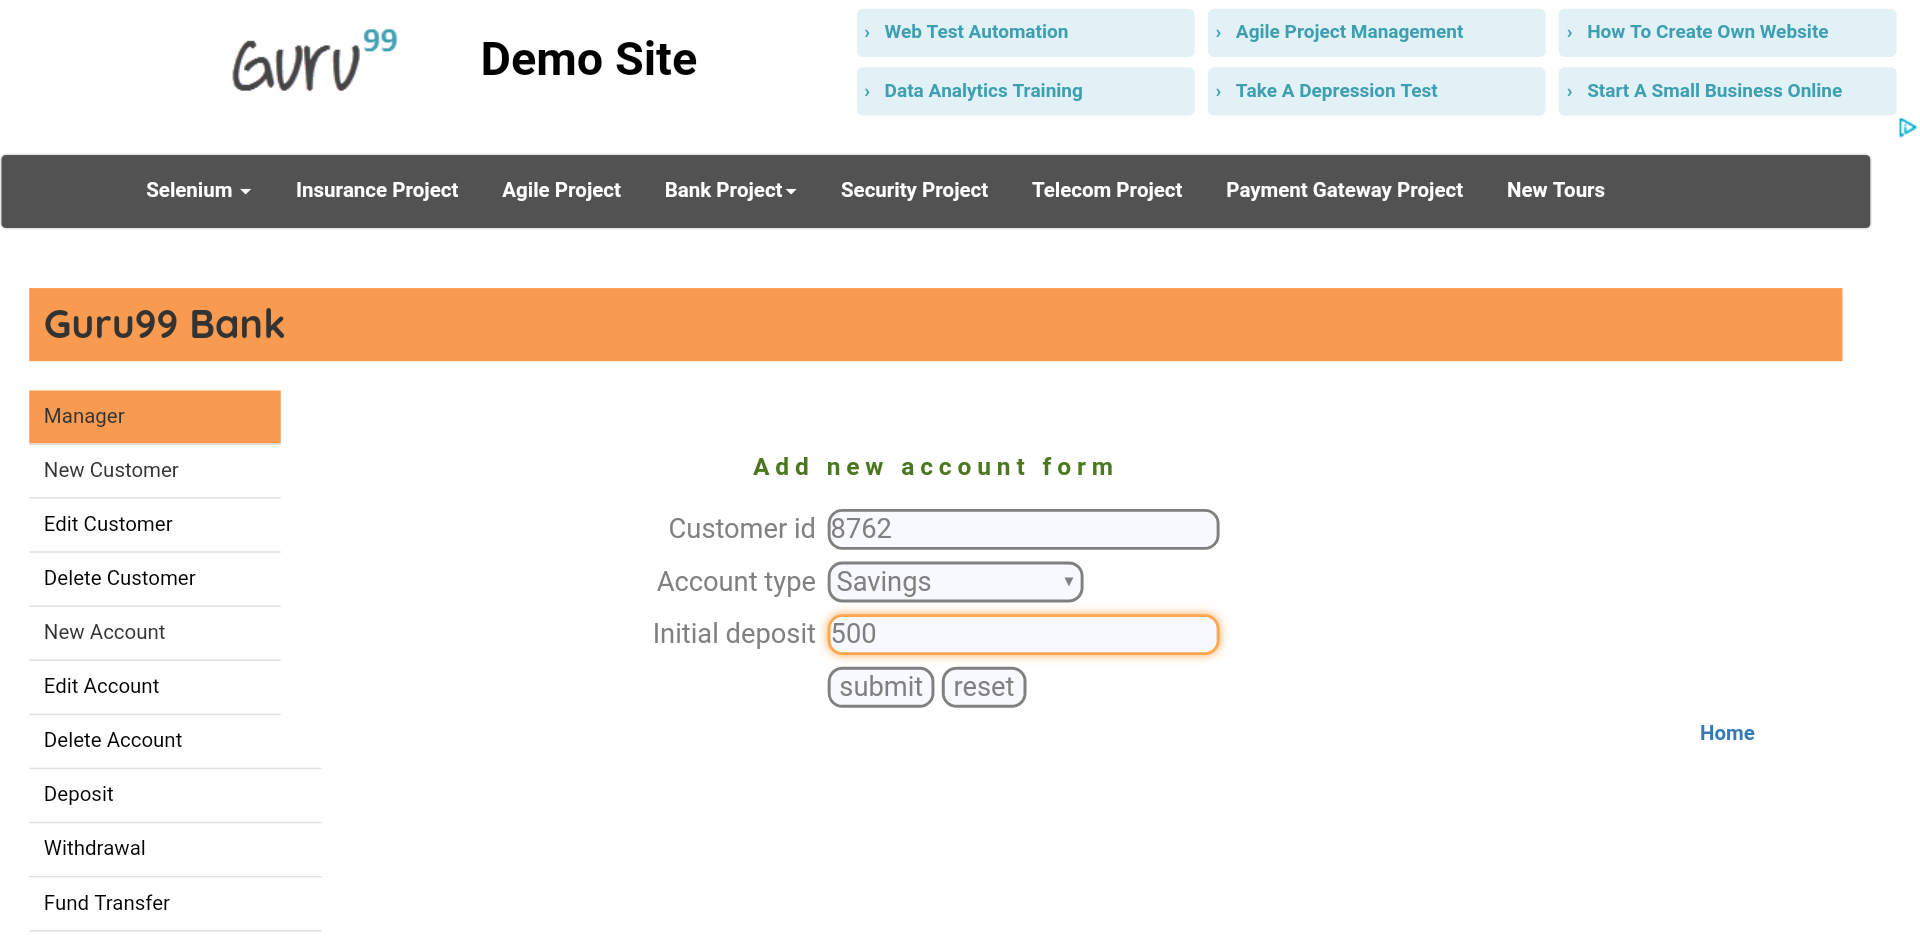 Guru99
Demo Site
› Web Test Automation
› Agile Project Management
› How To Create Own Website
› Data Analytics Training
› Take A Depression Test
› Start A Small Business Online
Selenium Insurance Project Agile Project Bank Project Security Project Telecom Project Payment Gateway Project New Tours
Guru99 Bank
Manager
New Customer
Edit Customer
Delete Customer
New Account
Edit Account
Delete Account
Deposit
Withdrawal
Fund Transfer
Add new account form
Customer id 8762
Account type Savings
Initial deposit 500
submit reset
Home